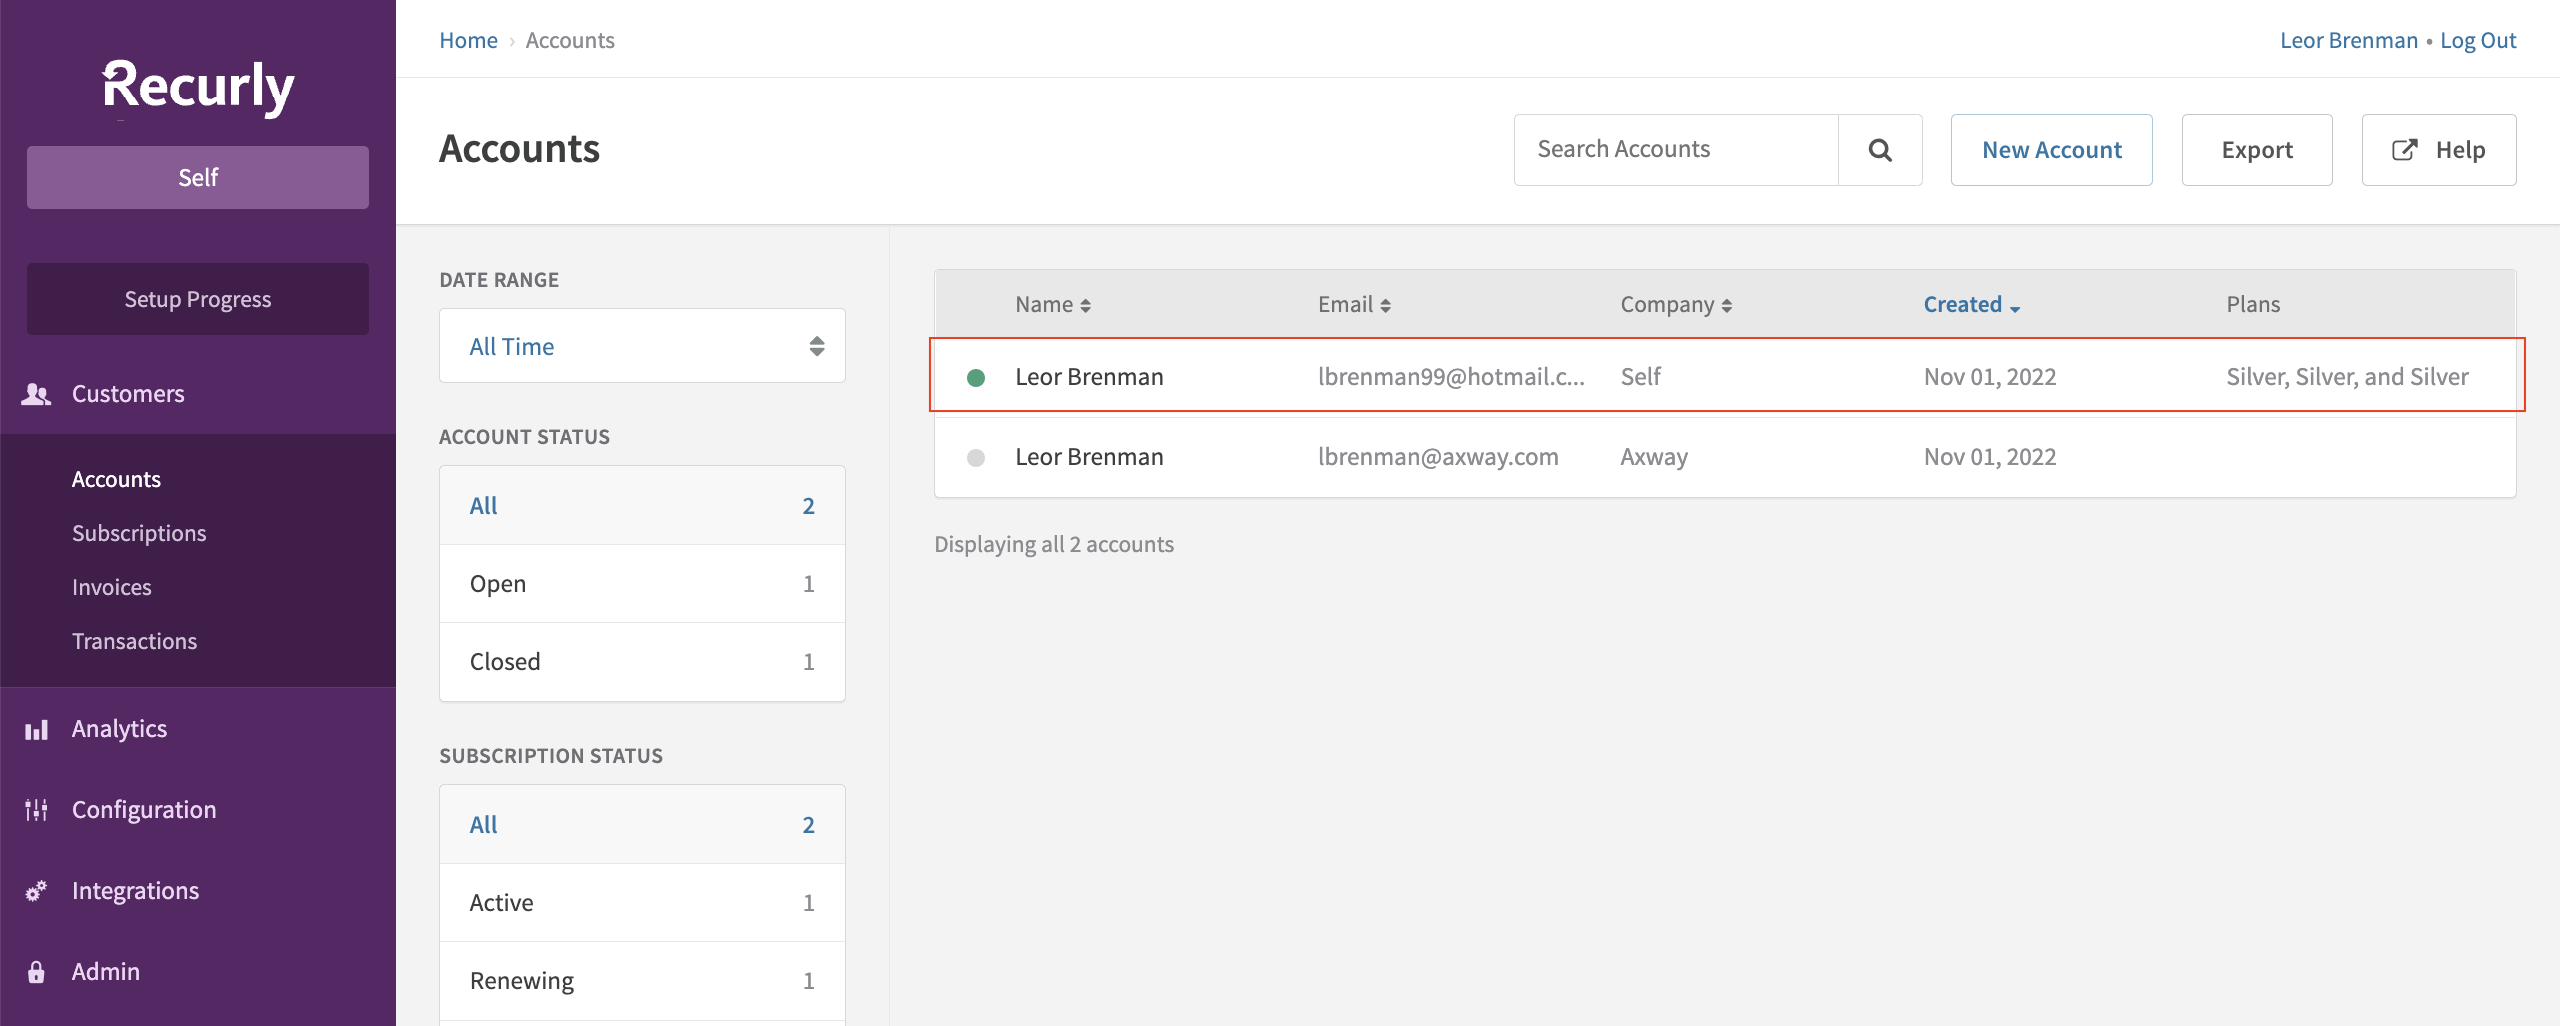 Recurly
Self
Setup Progress
Customers
Accounts
Subscriptions
Invoices
Transactions
Analytics
Configuration
Integrations
Admin
Home › Accounts
Leor Brenman • Log Out
Accounts
Search Accounts
New Account
Export
Help
DATE RANGE
All Time
ACCOUNT STATUS
All 2
Open 1
Closed 1
SUBSCRIPTION STATUS
All 2
Active 1
Renewing 1
Name Email Company Created Plans
Leor Brenman lbrenman99@hotmail.c... Self Nov 01, 2022 Silver, Silver, and Silver
Leor Brenman lbrenman@axway.com Axway Nov 01, 2022
Displaying all 2 accounts